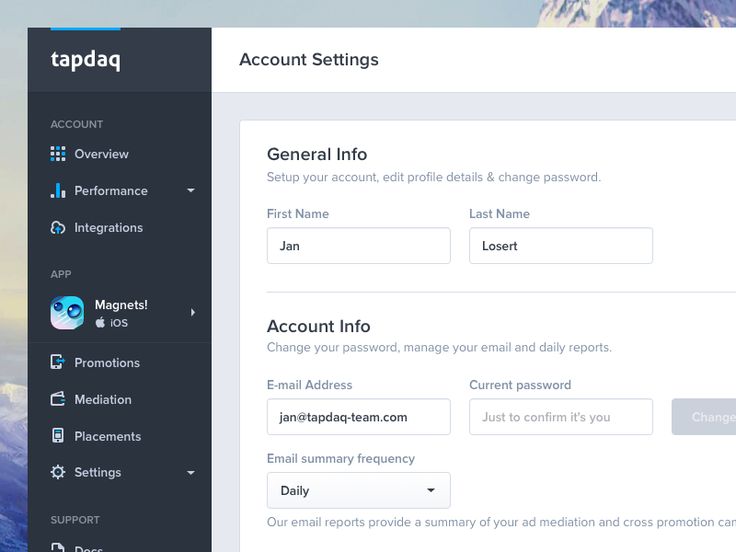 tapdaq
Account Settings
ACCOUNT
Overview
Performance
Integrations
APP
Magnets!
iOS
Promotions
Mediation
Placements
Settings
SUPPORT
Docs
General Info
Setup your account, edit profile details & change password.
First Name
Last Name
Jan
Losert
Account Info
Change your password, manage your email and daily reports.
E-mail Address
Current password
jan@tapdaq-team.com
Just to confirm it's you
Change
Email summary frequency
Daily
Our email reports provide a summary of your ad mediation and cross promotion cam